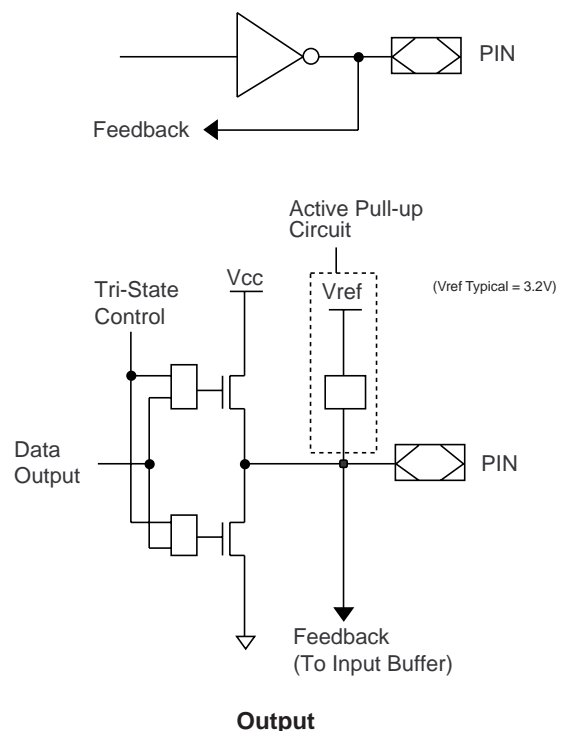 PIN
Feedback
Active Pull-up
Circuit
Vcc
Vref
(Vref Typical = 3.2V)
Tri-State
Control
Data
Output
PIN
Feedback
(To Input Buffer)
Output